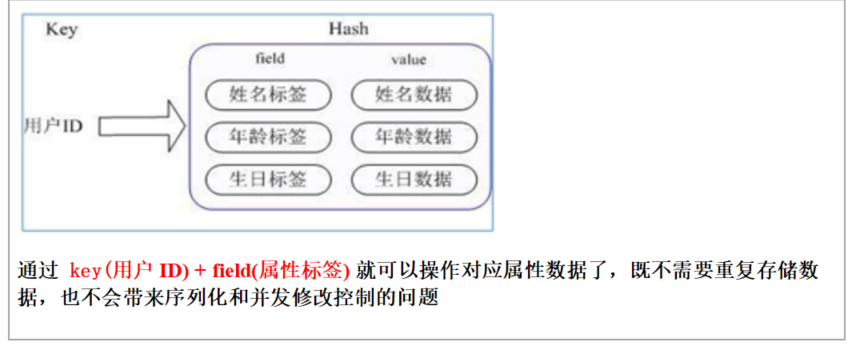 Key Hash
field value
姓名标签 姓名数据
用户ID 年龄标签 年龄数据
生日标签 生日数据
通过 key(用户 ID) + field(属性标签) 就可以操作对应属性数据了，既不需要重复存储数
据，也不会带来序列化和并发修改控制的问题